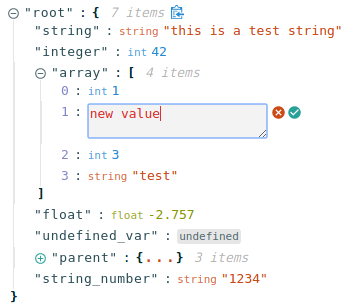 "root" : { 7 items
"string" : string "this is a test string"
"integer" : int 42
"array" : [ 4 items
0 : int 1
1 : new value
2 : int 3
3 : string "test"
]
"float" : float -2.757
"undefined_var" : undefined
"parent" : {...} 3 items
"string_number" : string "1234"
}